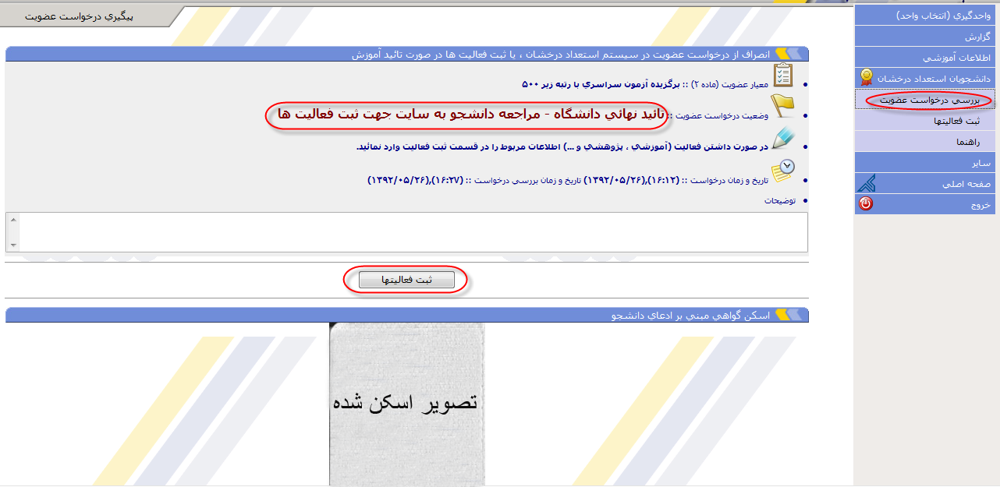 پيگيري درخواست عضويت
واحدگيري (انتخاب واحد)
گزارش
اطلاعات آموزشي
دانشجويان استعداد درخشان
بررسي درخواست عضويت
ثبت فعاليتها
راهنما
ساير
صفحه اصلي
خروج
انصراف از درخواست عضويت در سيستم استعداد درخشان ، يا ثبت فعاليت ها در صورت تائيد آموزش
معيار عضويت (ماده ۲) :: برگزيده آزمون سراسري با رتبه زير ۵۰۰
وضعيت درخواست عضويت :: تائيد نهائي دانشگاه - مراجعه دانشجو به سايت جهت ثبت فعاليت ها
در صورت داشتن فعاليت (آموزشي ، پژوهشي و ...) اطلاعات مربوط را در قسمت ثبت فعاليت وارد نمائيد.
تاريخ و زمان درخواست :: (۱۶:۱۲),(۱۳۹۲/۰۵/۲۶) تاريخ و زمان بررسي درخواست :: (۱۶:۲۷),(۱۳۹۲/۰۵/۲۶)
توضيحات
ثبت فعاليتها
اسکن گواهي مبني بر ادعاي دانشجو
تصویر اسکن شده